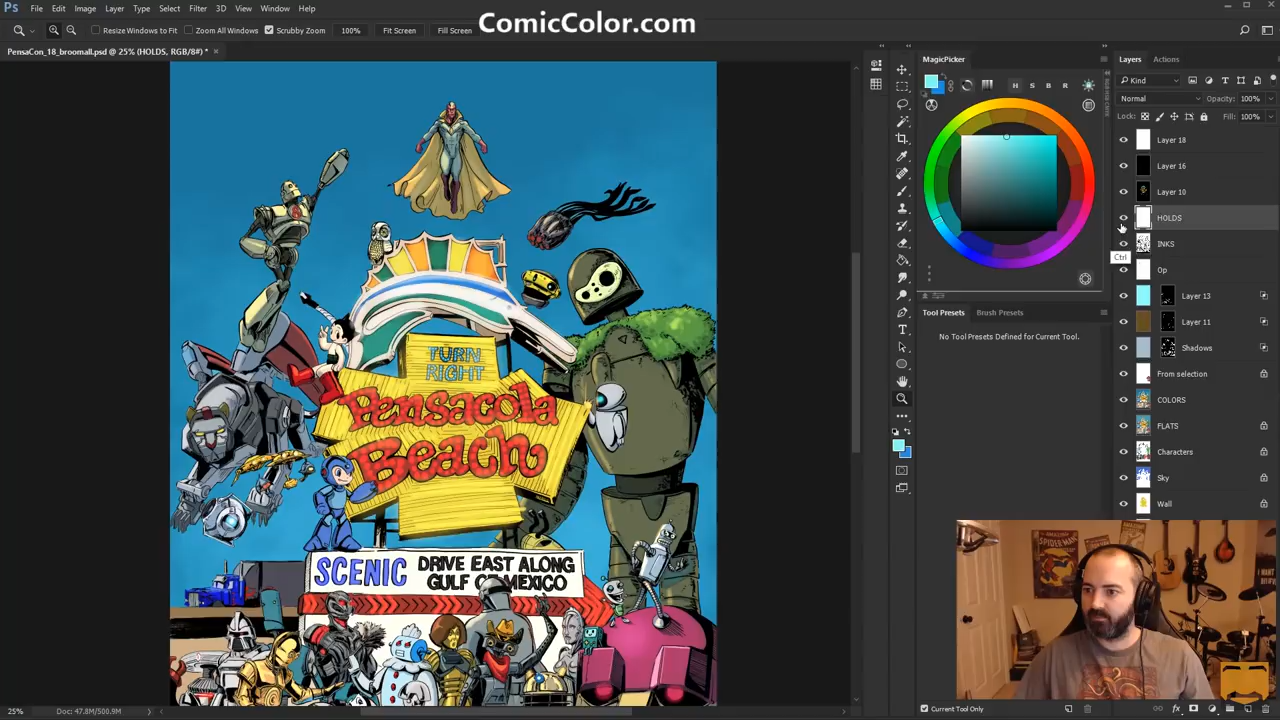 ComicColor.com
Ps File Edit Image Layer Type Select Filter 3D View Window Help
Resize Windows to Fit Zoom All Windows Scrubby Zoom 100% Fit Screen Fill Screen
PensaCon_18_broomall.psd @ 25% (HOLDS, RGB/8#) * ×
MagicPicker
H S B R
Tool Presets Brush Presets
No Tool Presets Defined for Current Tool.
Current Tool Only
Layers Actions
Kind
Normal Opacity: 100%
Lock: Fill: 100%
Layer 18
Layer 16
Layer 10
HOLDS
Ctrl
INKS
Op
Layer 13
Layer 11
Shadows
From selection
COLORS
FLATS
Characters
Sky
Wall
TURN
RIGHT
Pensacola
Beach
SCENIC
DRIVE EAST ALONG
GULF OF MEXICO
25% Doc: 47.8M/500.9M